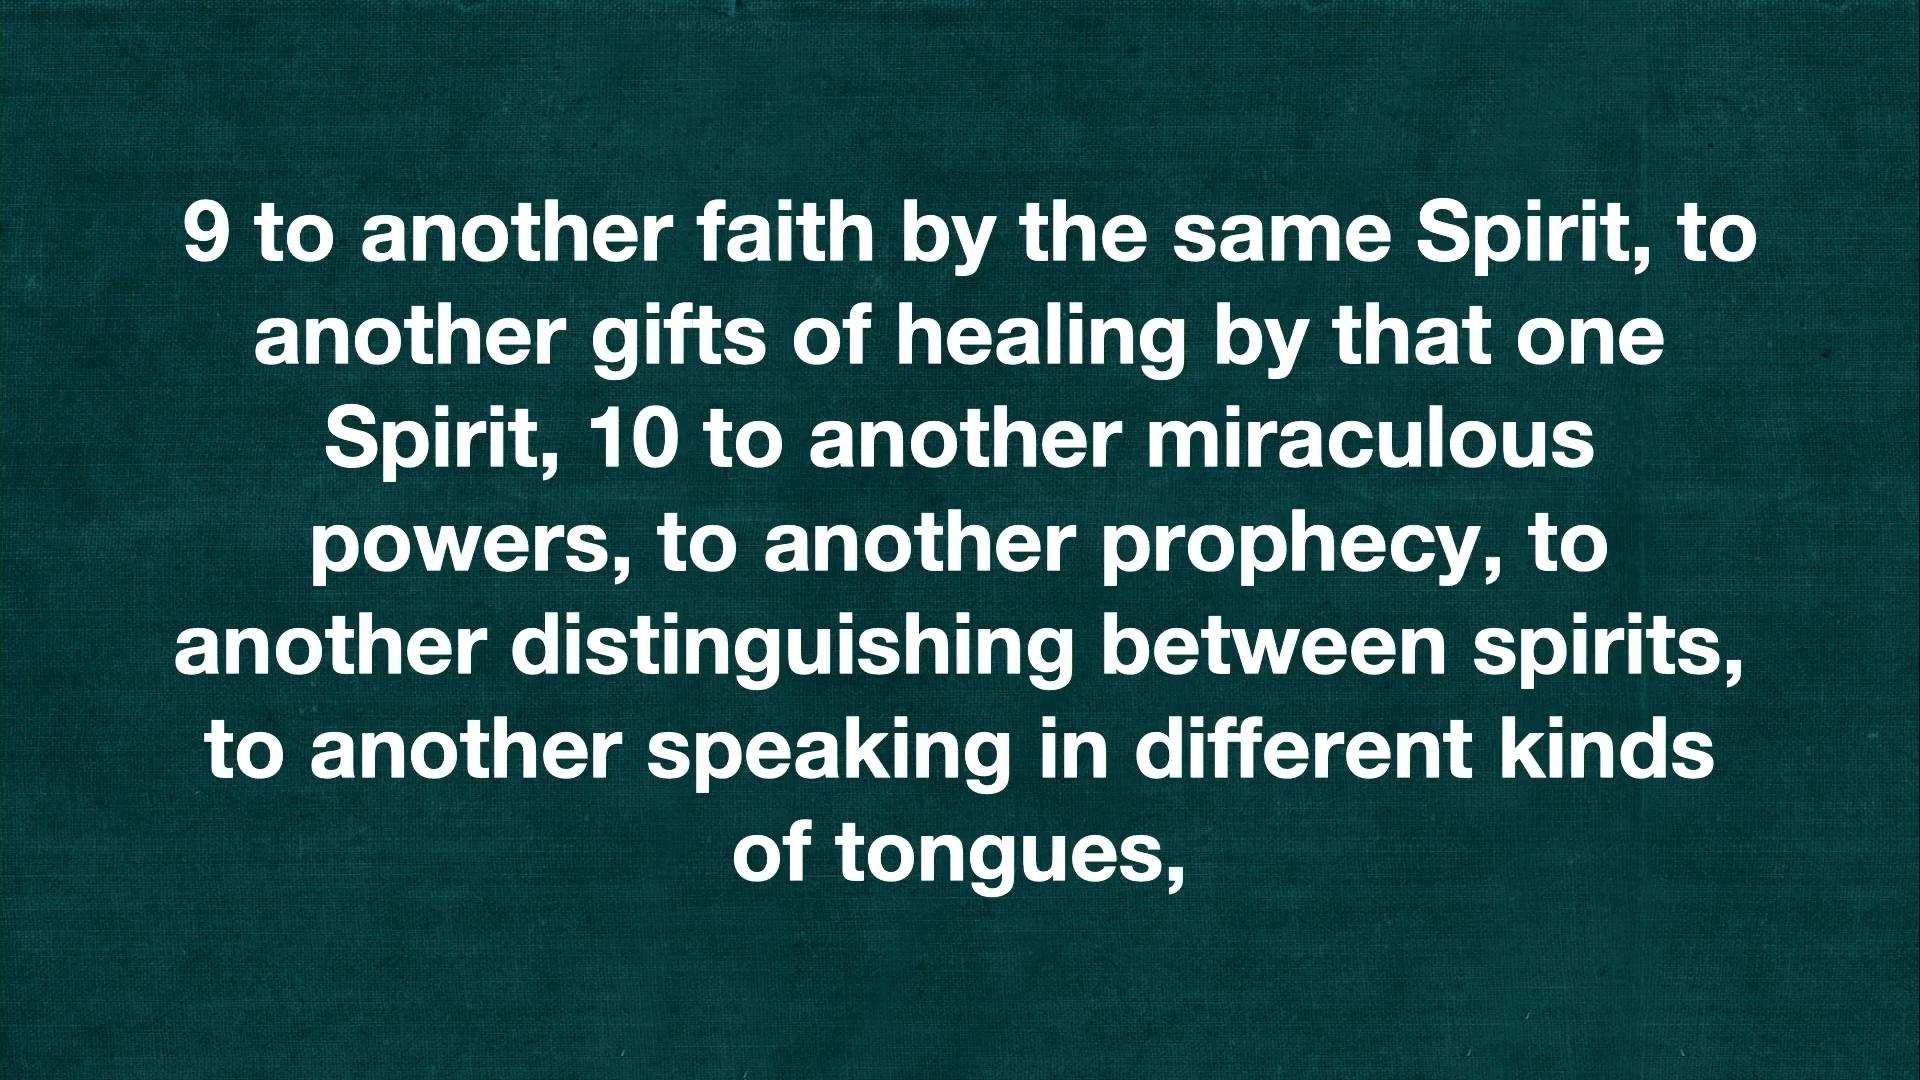 9 to another faith by the same Spirit, to
another gifts of healing by that one
Spirit, 10 to another miraculous
powers, to another prophecy, to
another distinguishing between spirits,
to another speaking in different kinds
of tongues,